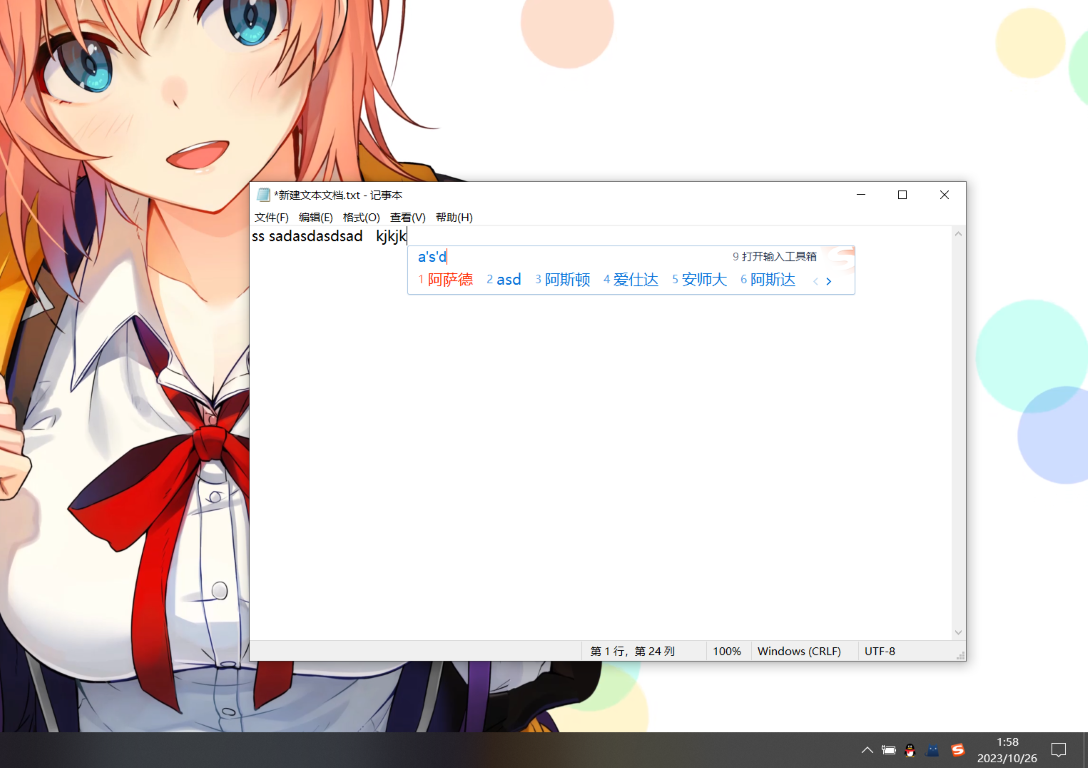 *新建文本文档.txt - 记事本
文件(F) 编辑(E) 格式(O) 查看(V) 帮助(H)
ss sadasdasdsad kjkjk
a's'd 9 打开输入工具箱
1 阿萨德 2 asd 3 阿斯顿 4 爱仕达 5 安师大 6 阿斯达
第 1 行，第 24 列 100% Windows (CRLF) UTF-8
1:58
2023/10/26